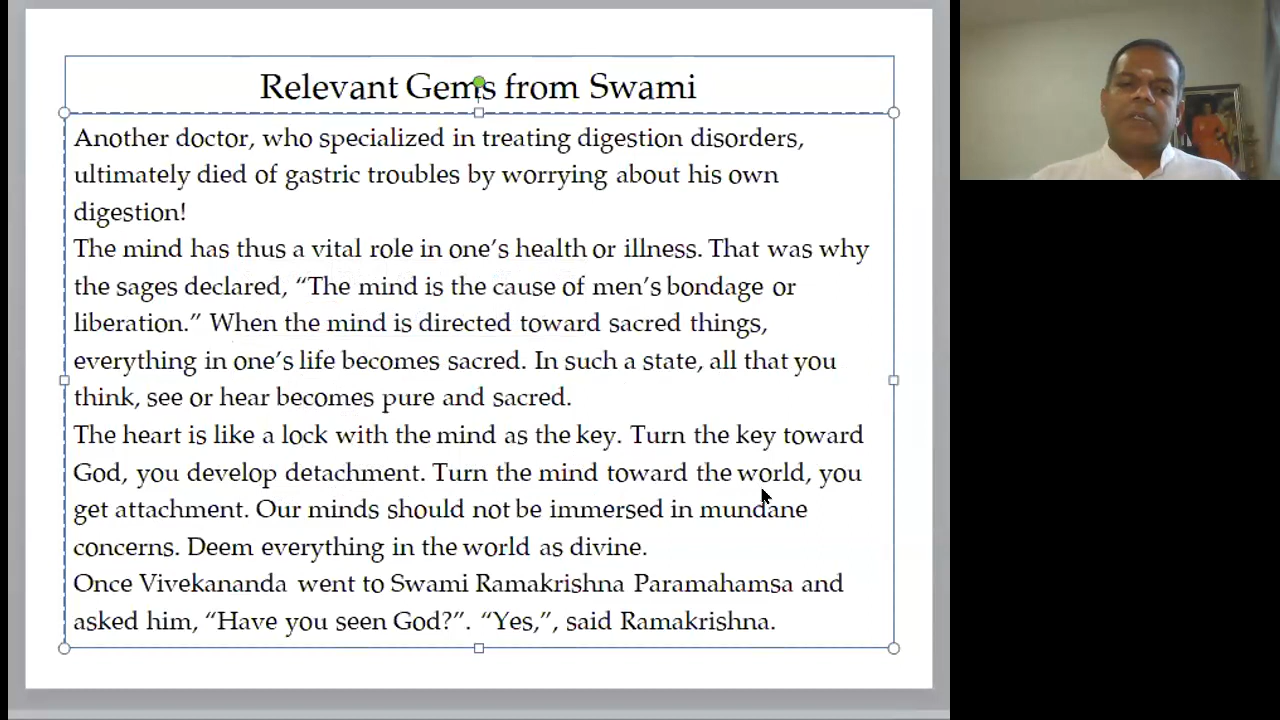 Relevant Gems from Swami
Another doctor, who specialized in treating digestion disorders,
ultimately died of gastric troubles by worrying about his own
digestion!
The mind has thus a vital role in one’s health or illness. That was why
the sages declared, “The mind is the cause of men’s bondage or
liberation.” When the mind is directed toward sacred things,
everything in one’s life becomes sacred. In such a state, all that you
think, see or hear becomes pure and sacred.
The heart is like a lock with the mind as the key. Turn the key toward
God, you develop detachment. Turn the mind toward the world, you
get attachment. Our minds should not be immersed in mundane
concerns. Deem everything in the world as divine.
Once Vivekananda went to Swami Ramakrishna Paramahamsa and
asked him, “Have you seen God?”. “Yes,”, said Ramakrishna.